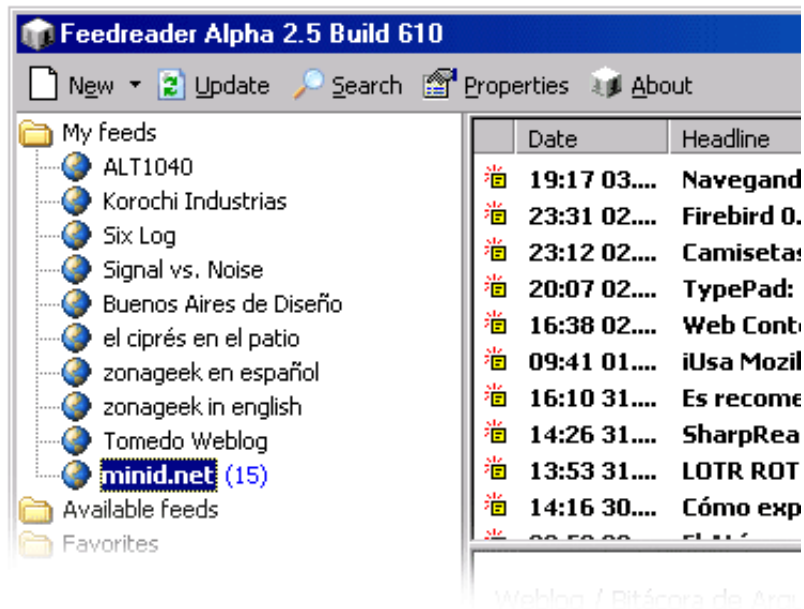 Feedreader Alpha 2.5 Build 610
New Update Search Properties About
My feeds
ALT1040
Korochi Industrias
Six Log
Signal vs. Noise
Buenos Aires de Diseño
el ciprés en el patio
zonageek en español
zonageek in english
Tomedo Weblog
minid.net (15)
Available feeds
Favorites
Date Headline
19:17 03.... Navegand
23:31 02.... Firebird 0.
23:12 02.... Camisetas
20:07 02.... TypePad:
16:38 02.... Web Conte
09:41 01.... iUsa Mozil
16:10 31.... Es recome
14:26 31.... SharpRea
13:53 31.... LOTR ROT
14:16 30.... Cómo exp
Weblog / Bitácora de Arqu